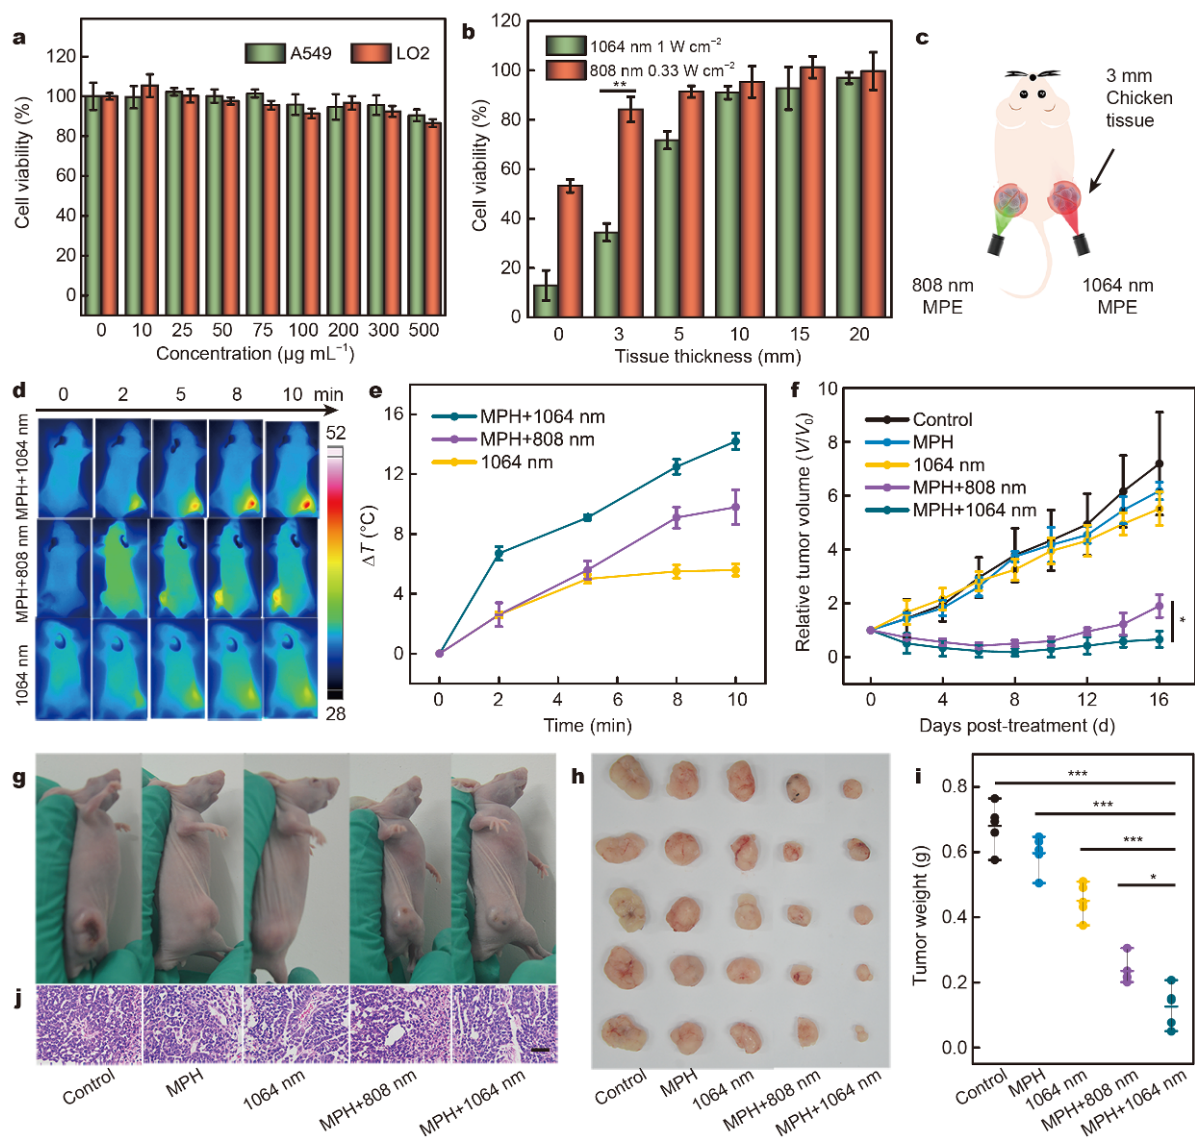 a
A549
LO2
120
100
80
60
40
20
0
Cell viability (%)
0 10 25 50 75 100 200 300 500
Concentration (μg mL⁻¹)
b
1064 nm 1 W cm⁻²
808 nm 0.33 W cm⁻²
**
120
100
80
60
40
20
0
Cell viability (%)
0 3 5 10 15 20
Tissue thickness (mm)
c
3 mm
Chicken
tissue
808 nm
MPE
1064 nm
MPE
d
0 2 5 8 10 min
MPH+1064 nm
MPH+808 nm
1064 nm
52
28
e
MPH+1064 nm
MPH+808 nm
1064 nm
16
12
8
4
0
ΔT (°C)
0 2 4 6 8 10
Time (min)
f
Control
MPH
1064 nm
MPH+808 nm
MPH+1064 nm
10
8
6
4
2
0
Relative tumor volume (V/V₀)
*
0 4 8 12 16
Days post-treatment (d)
g
j
Control
MPH
1064 nm
MPH+808 nm
MPH+1064 nm
h
Control
MPH
1064 nm
MPH+808 nm
MPH+1064 nm
i
***
***
***
*
0.8
0.6
0.4
0.2
0.0
Tumor weight (g)
Control
MPH
1064 nm
MPH+808 nm
MPH+1064 nm